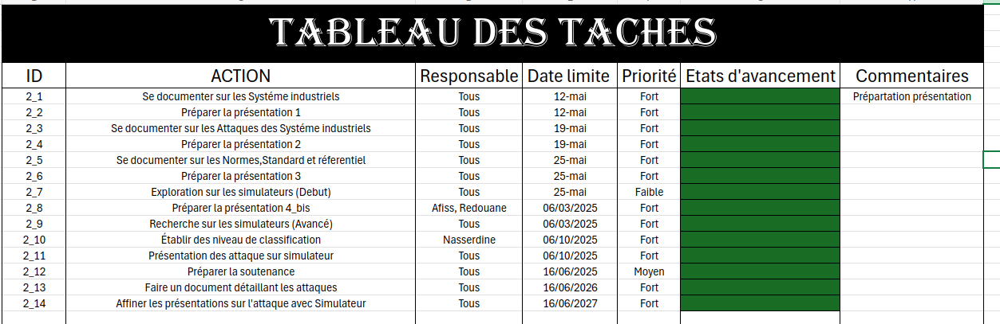 TABLEAU DES TACHES
ID ACTION Responsable Date limite Priorité Etats d'avancement Commentaires
2_1 Se documenter sur les Systéme industriels Tous 12-mai Fort Prépartation présentation
2_2 Préparer la présentation 1 Tous 12-mai Fort
2_3 Se documenter sur les Attaques des Systéme industriels Tous 19-mai Fort
2_4 Préparer la présentation 2 Tous 19-mai Fort
2_5 Se documenter sur les Normes,Standard et réferentiel Tous 25-mai Fort
2_6 Préparer la présentation 3 Tous 25-mai Fort
2_7 Exploration sur les simulateurs (Debut) Tous 25-mai Faible
2_8 Préparer la présentation 4_bis Afiss, Redouane 06/03/2025 Fort
2_9 Recherche sur les simulateurs (Avancé) Tous 06/03/2025 Fort
2_10 Établir des niveau de classification Nasserdine 06/10/2025 Fort
2_11 Présentation des attaque sur simulateur Tous 06/10/2025 Fort
2_12 Préparer la soutenance Tous 16/06/2025 Moyen
2_13 Faire un document détaillant les attaques Tous 16/06/2026 Fort
2_14 Affiner les présentations sur l'attaque avec Simulateur Tous 16/06/2027 Fort